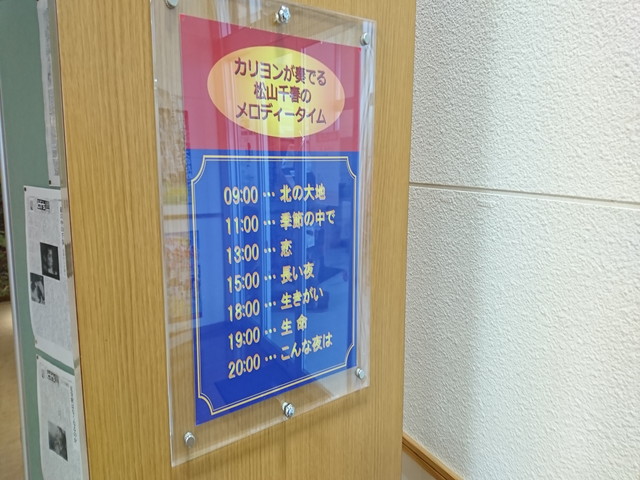 カリヨンが奏でる
松山千春の
メロディータイム
09:00…北の大地
11:00…季節の中で
13:00…恋
15:00…長い夜
18:00…生きがい
19:00…生命
20:00…こんな夜は